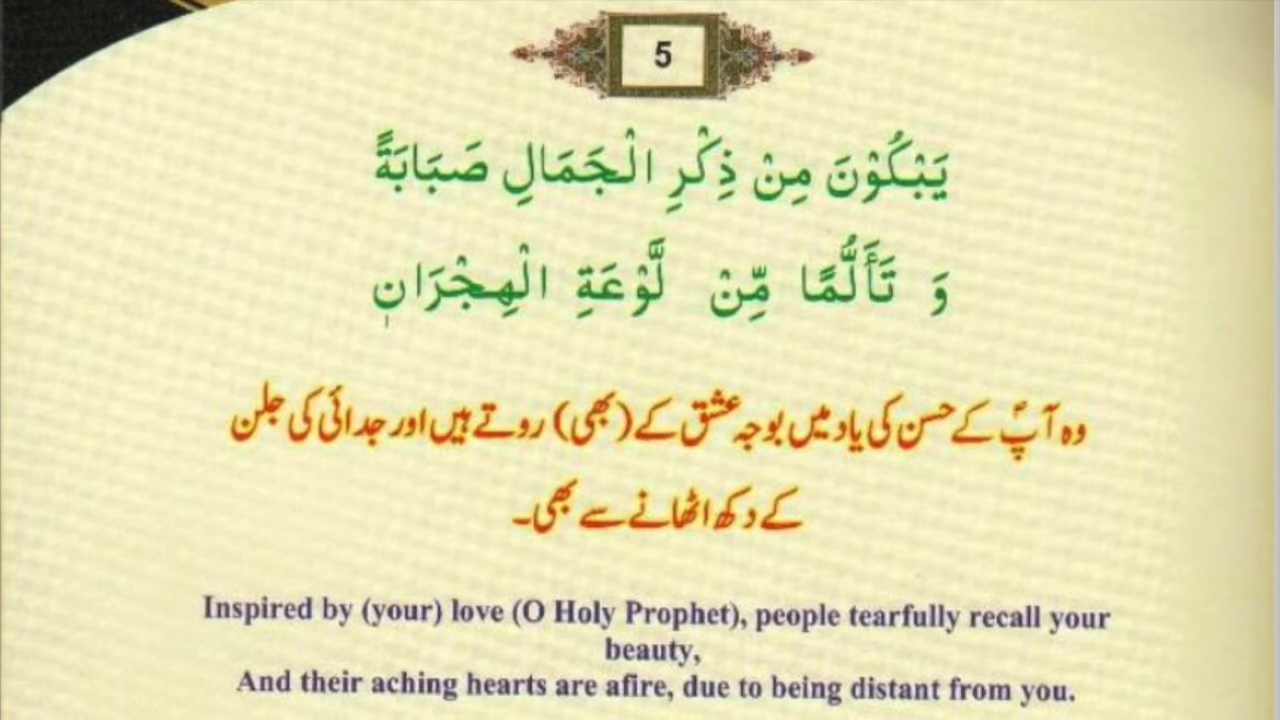 5
يَبْكُوْنَ مِنْ ذِكْرِ الْجَمَالِ صَبَابَةً
وَ تَأَلُّمًا مِّنْ لَّوْعَةِ الْهِجْرَانٖ
وہ آپؐ کے حسن کی یاد میں بوجہ عشق کے (بھی) روتے ہیں اور جدائی کی جلن
کے دکھ اٹھانے سے بھی۔
Inspired by (your) love (O Holy Prophet), people tearfully recall your
beauty,
And their aching hearts are afire, due to being distant from you.